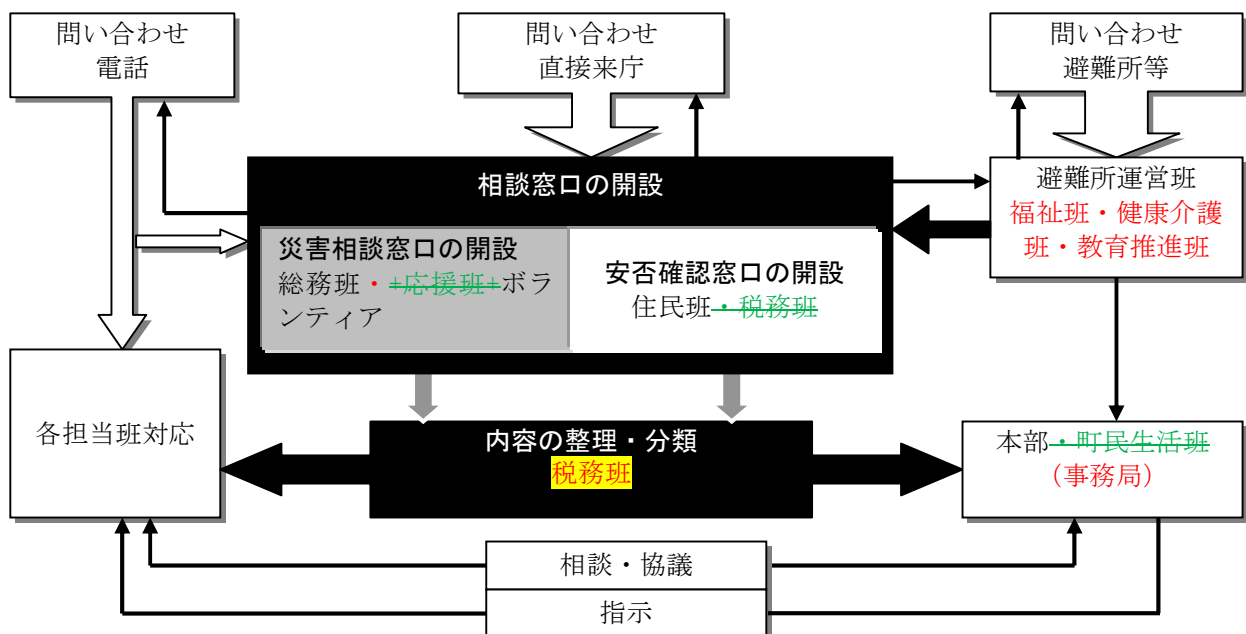 問い合わせ
電話
問い合わせ
直接来庁
問い合わせ
避難所等
相談窓口の開設
災害相談窓口の開設
総務班・+応援班+ボラ
ンティア
安否確認窓口の開設
住民班・税務班
避難所運営班
福祉班・健康介護
班・教育推進班
各担当班対応
内容の整理・分類
税務班
本部・町民生活班
（事務局）
相談・協議
指示